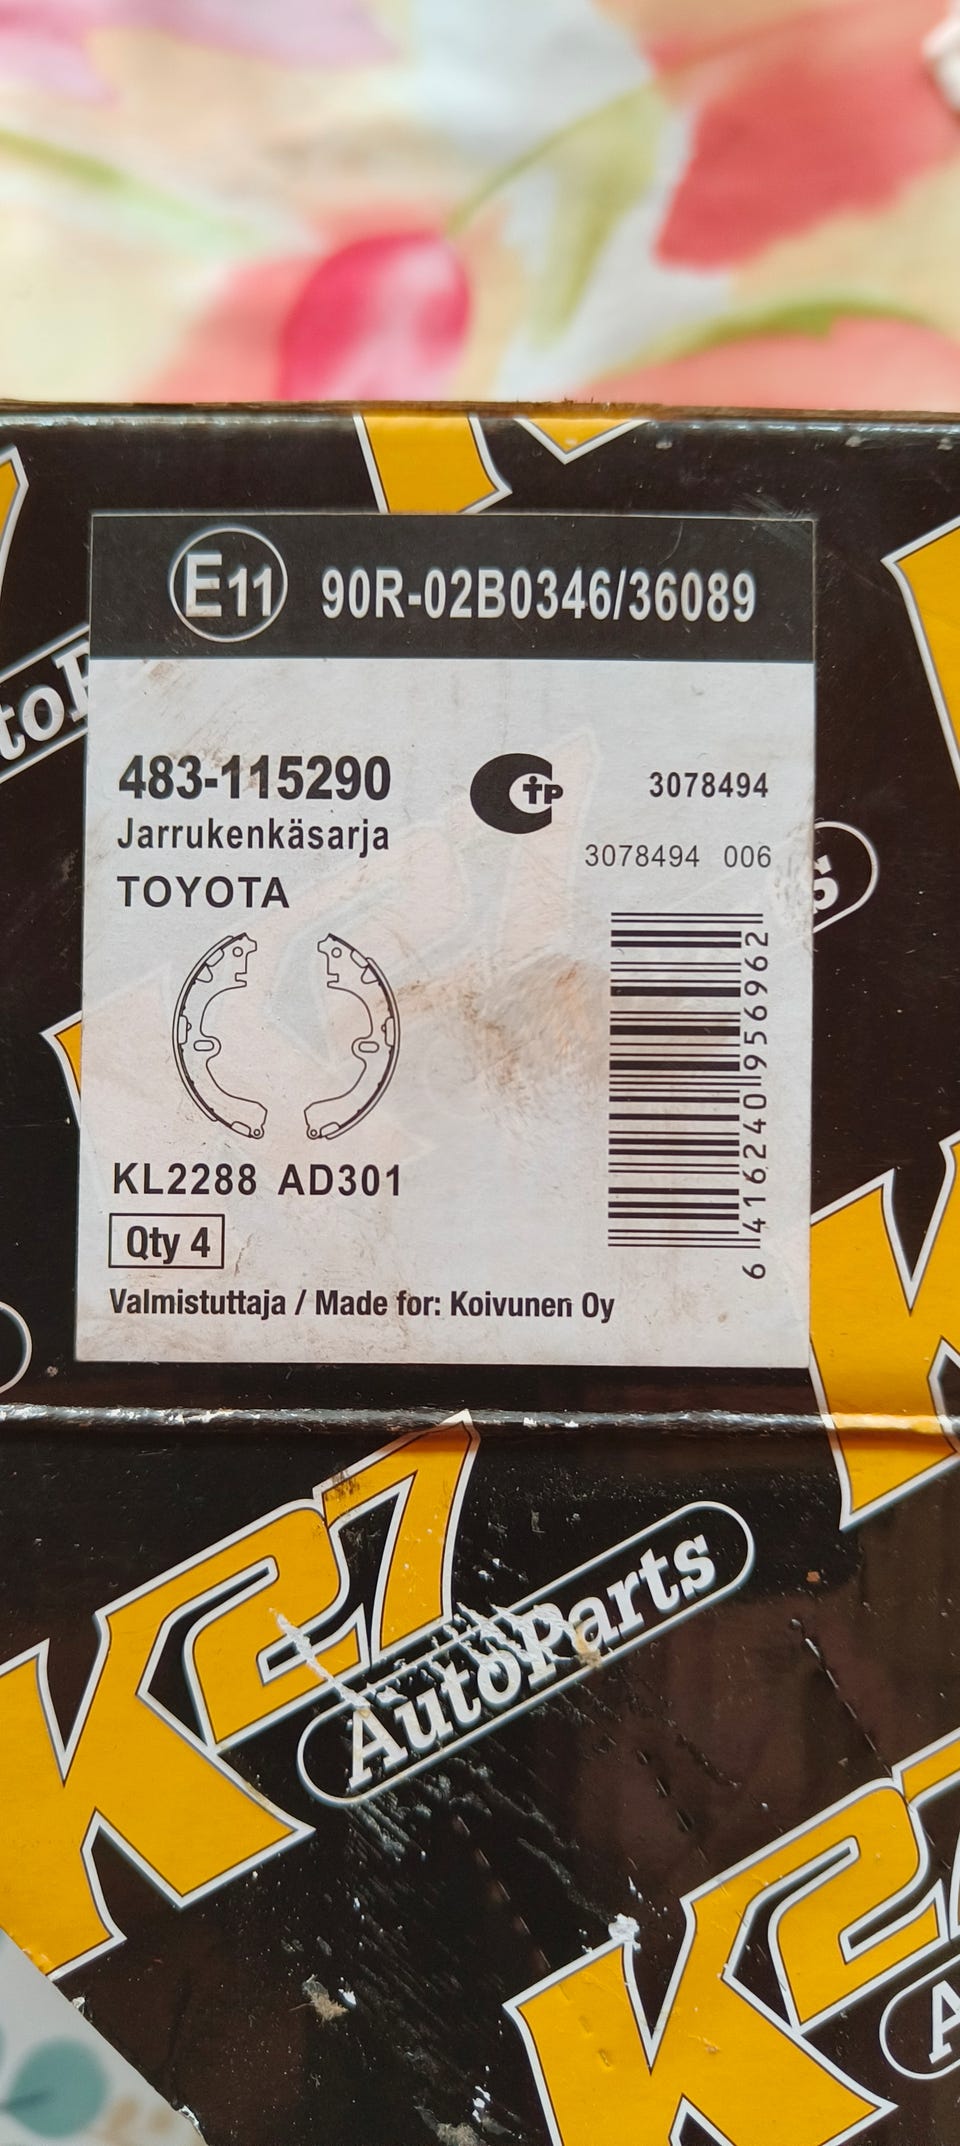 E11 90R-02B0346/36089
483-115290
Jarrukenkäsarja
TOYOTA
3078494
3078494 006
6 416240 956962
KL2288 AD301
Qty 4
Valmistuttaja / Made for: Koivunen Oy
K27
AutoParts
K2